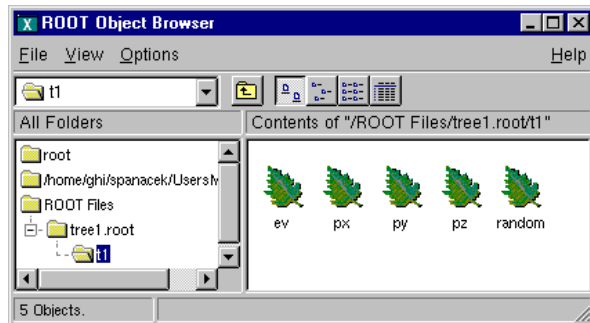 ROOT Object Browser
File View Options Help
t1
All Folders
Contents of "/ROOT Files/tree1.root/t1"
root
/home/ghi/spanacek/UsersM
ROOT Files
tree1.root
t1
ev px py pz random
5 Objects.